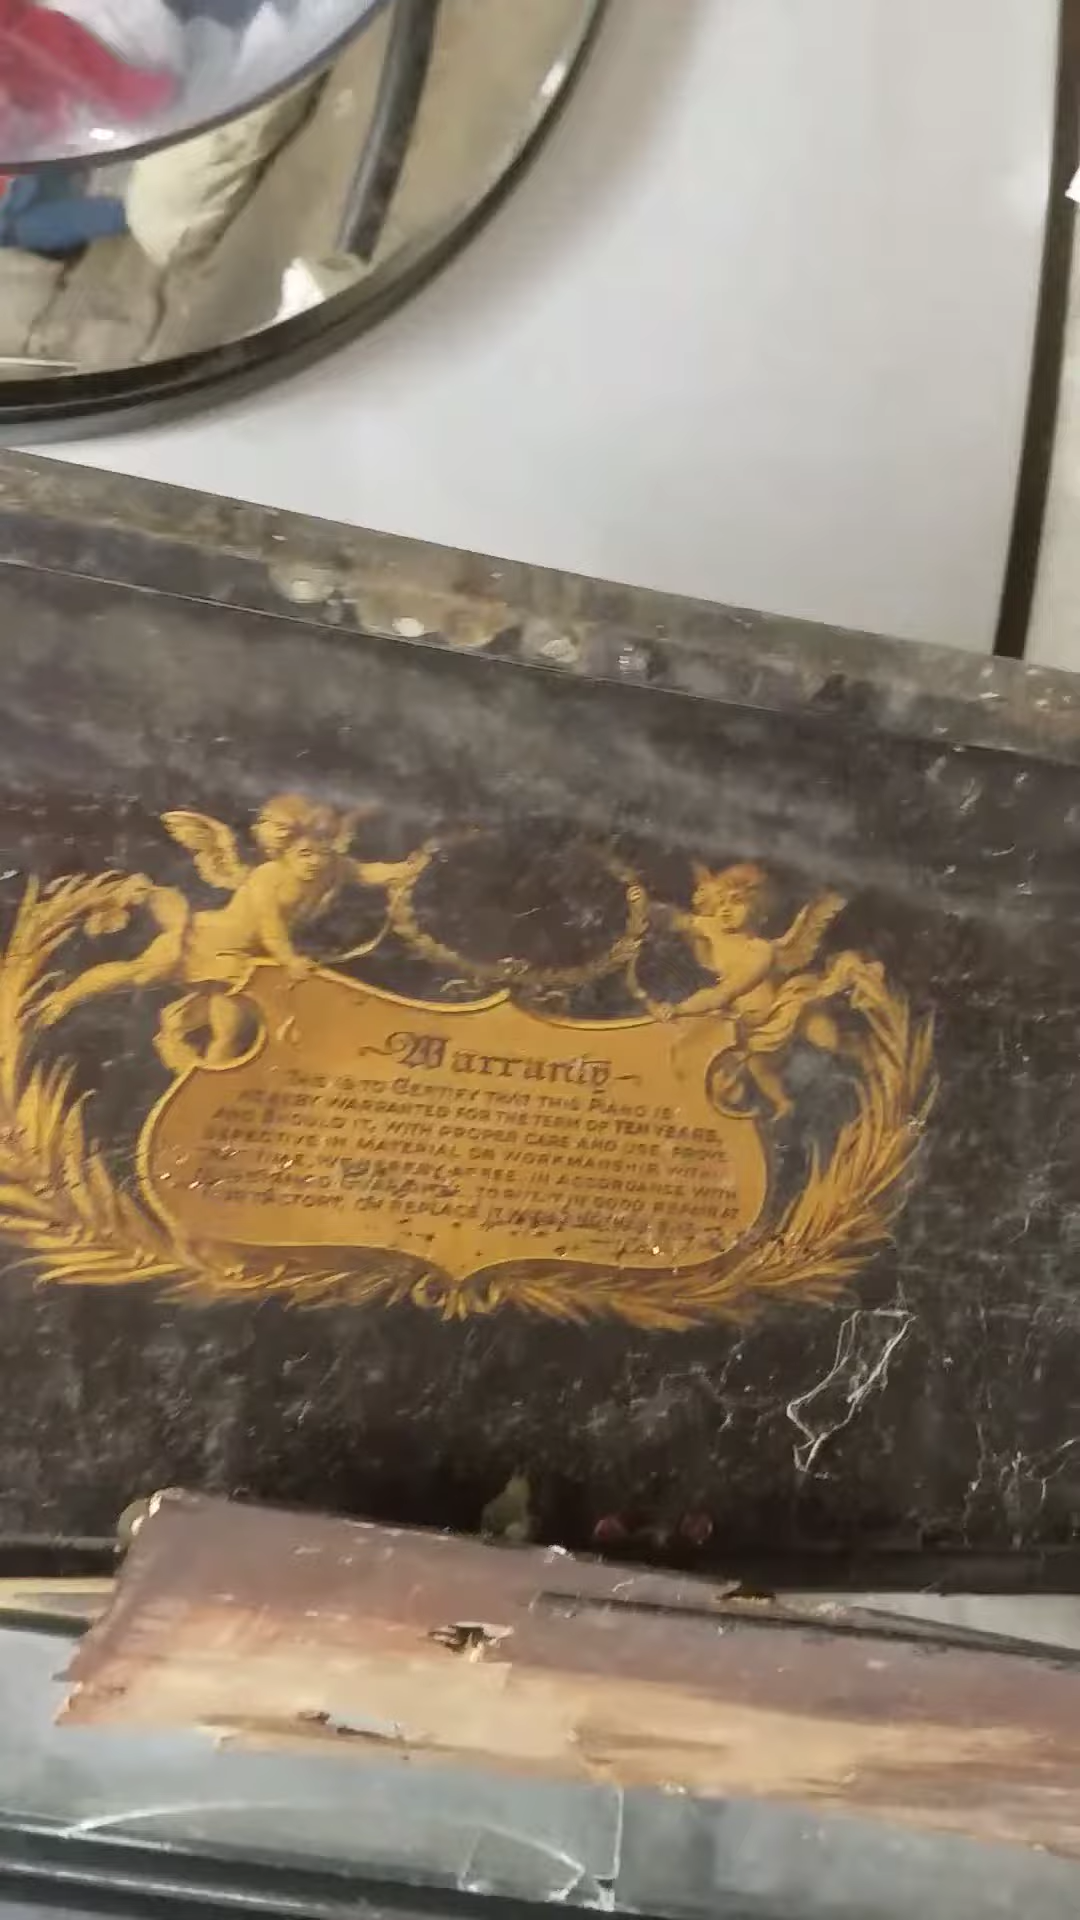 Warranty
THIS IS TO CERTIFY THAT THIS PIANO IS
HEREBY WARRANTED FOR THE TERM OF TEN YEARS,
AND SHOULD IT, WITH PROPER CARE AND USE, PROVE
DEFECTIVE IN MATERIAL OR WORKMANSHIP WITHIN
TIME, WE HEREBY AGREE, IN ACCORDANCE WITH
TO PUT IT IN GOOD REPAIR AT
FACTORY, OR REPLACE IT